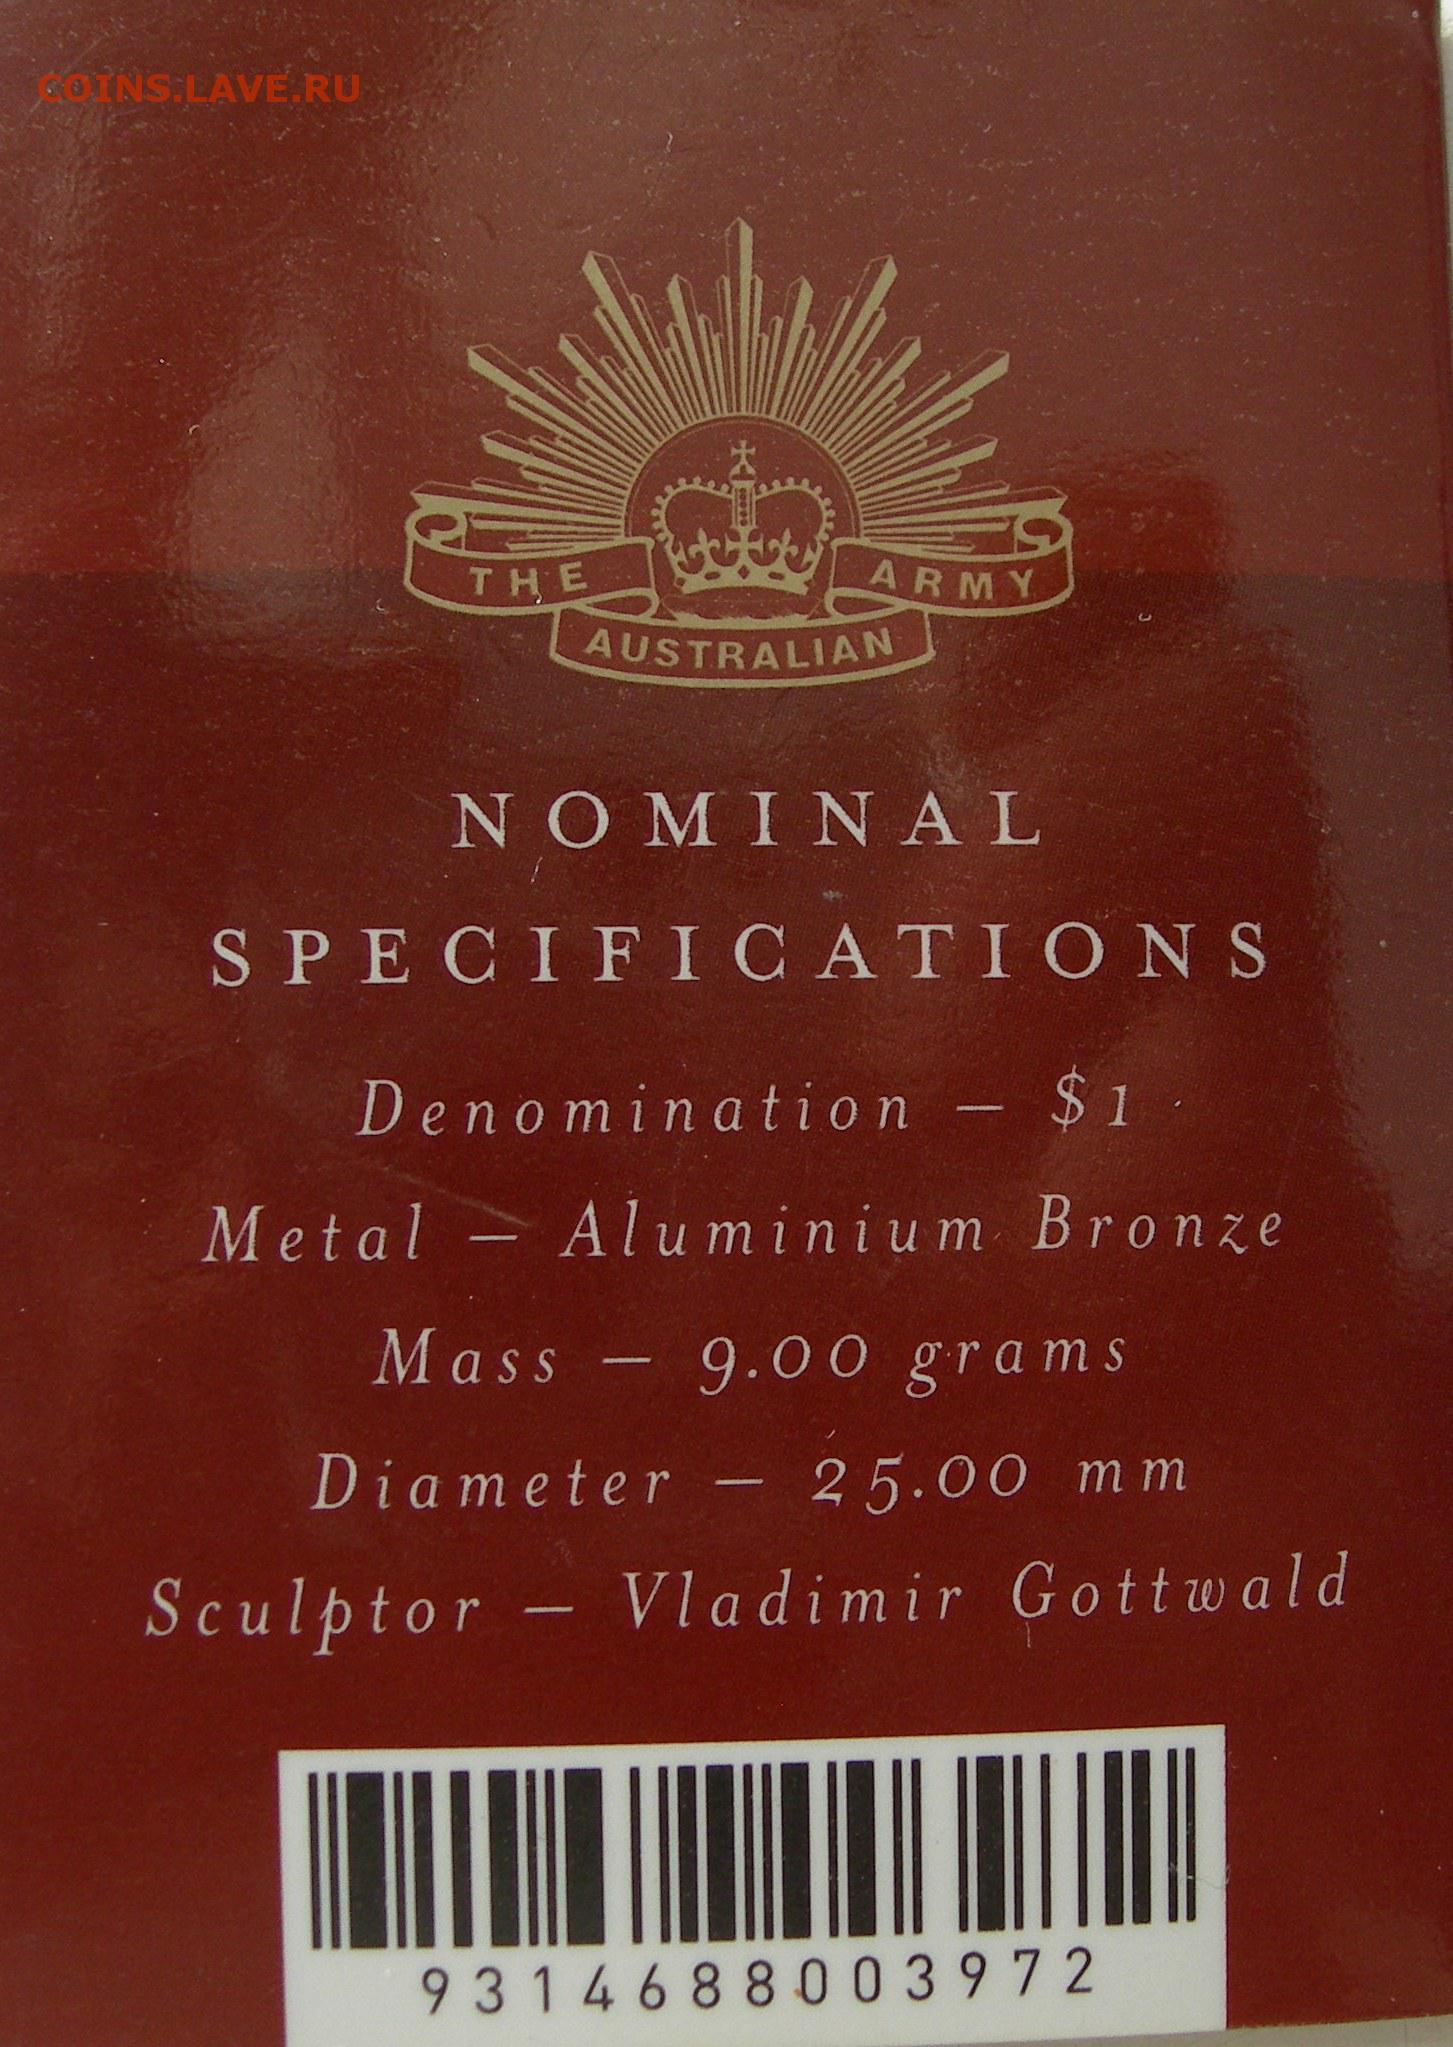 COINS.LAVE.RU
THE ARMY
AUSTRALIAN
NOMINAL
SPECIFICATIONS
Denomination – $1
Metal – Aluminium Bronze
Mass – 9.00 grams
Diameter – 25.00 mm
Sculptor – Vladimir Gottwald
9314688003972